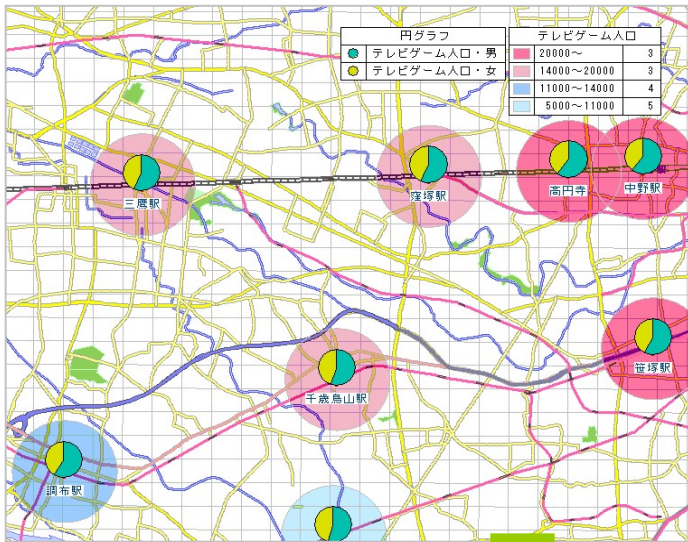 円グラフ
テレビゲーム人口・男
テレビゲーム人口・女
テレビゲーム人口
20000～ 3
14000～20000 3
11000～14000 4
5000～11000 5
三鷹駅
窪塚駅
高円寺
中野駅
笹塚駅
千歳烏山駅
調布駅